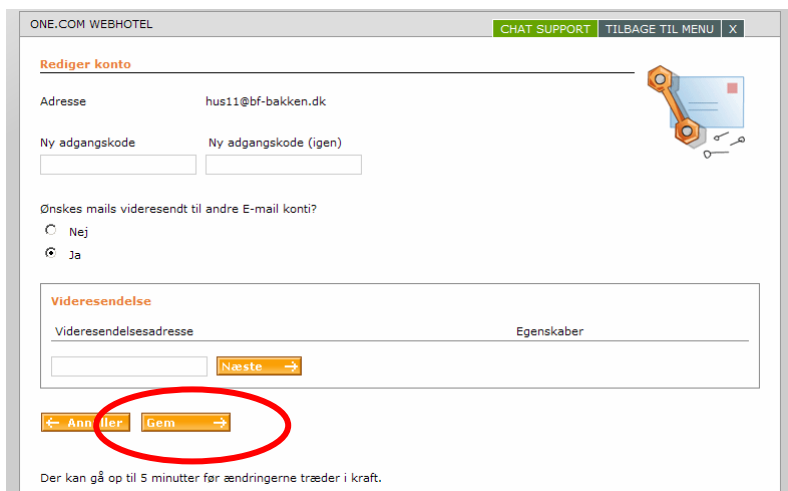 ONE.COM WEBHOTEL
CHAT SUPPORT TILBAGE TIL MENU X
Rediger konto
Adresse hus11@bf-bakken.dk
Ny adgangskode Ny adgangskode (igen)
Ønskes mails videresendt til andre E-mail konti?
Nej
Ja
Videresendelse
Videresendelsesadresse Egenskaber
Næste →
← Annuller Gem →
Der kan gå op til 5 minutter før ændringerne træder i kraft.